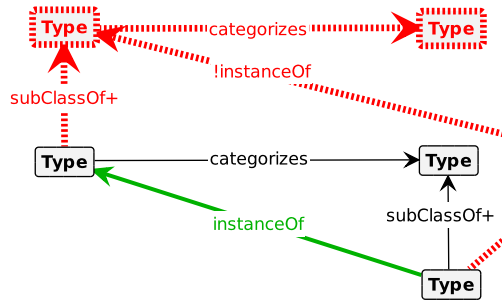 Type
categorizes
Type
!instanceOf
subClassOf+
Type
categorizes
Type
subClassOf+
instanceOf
Type